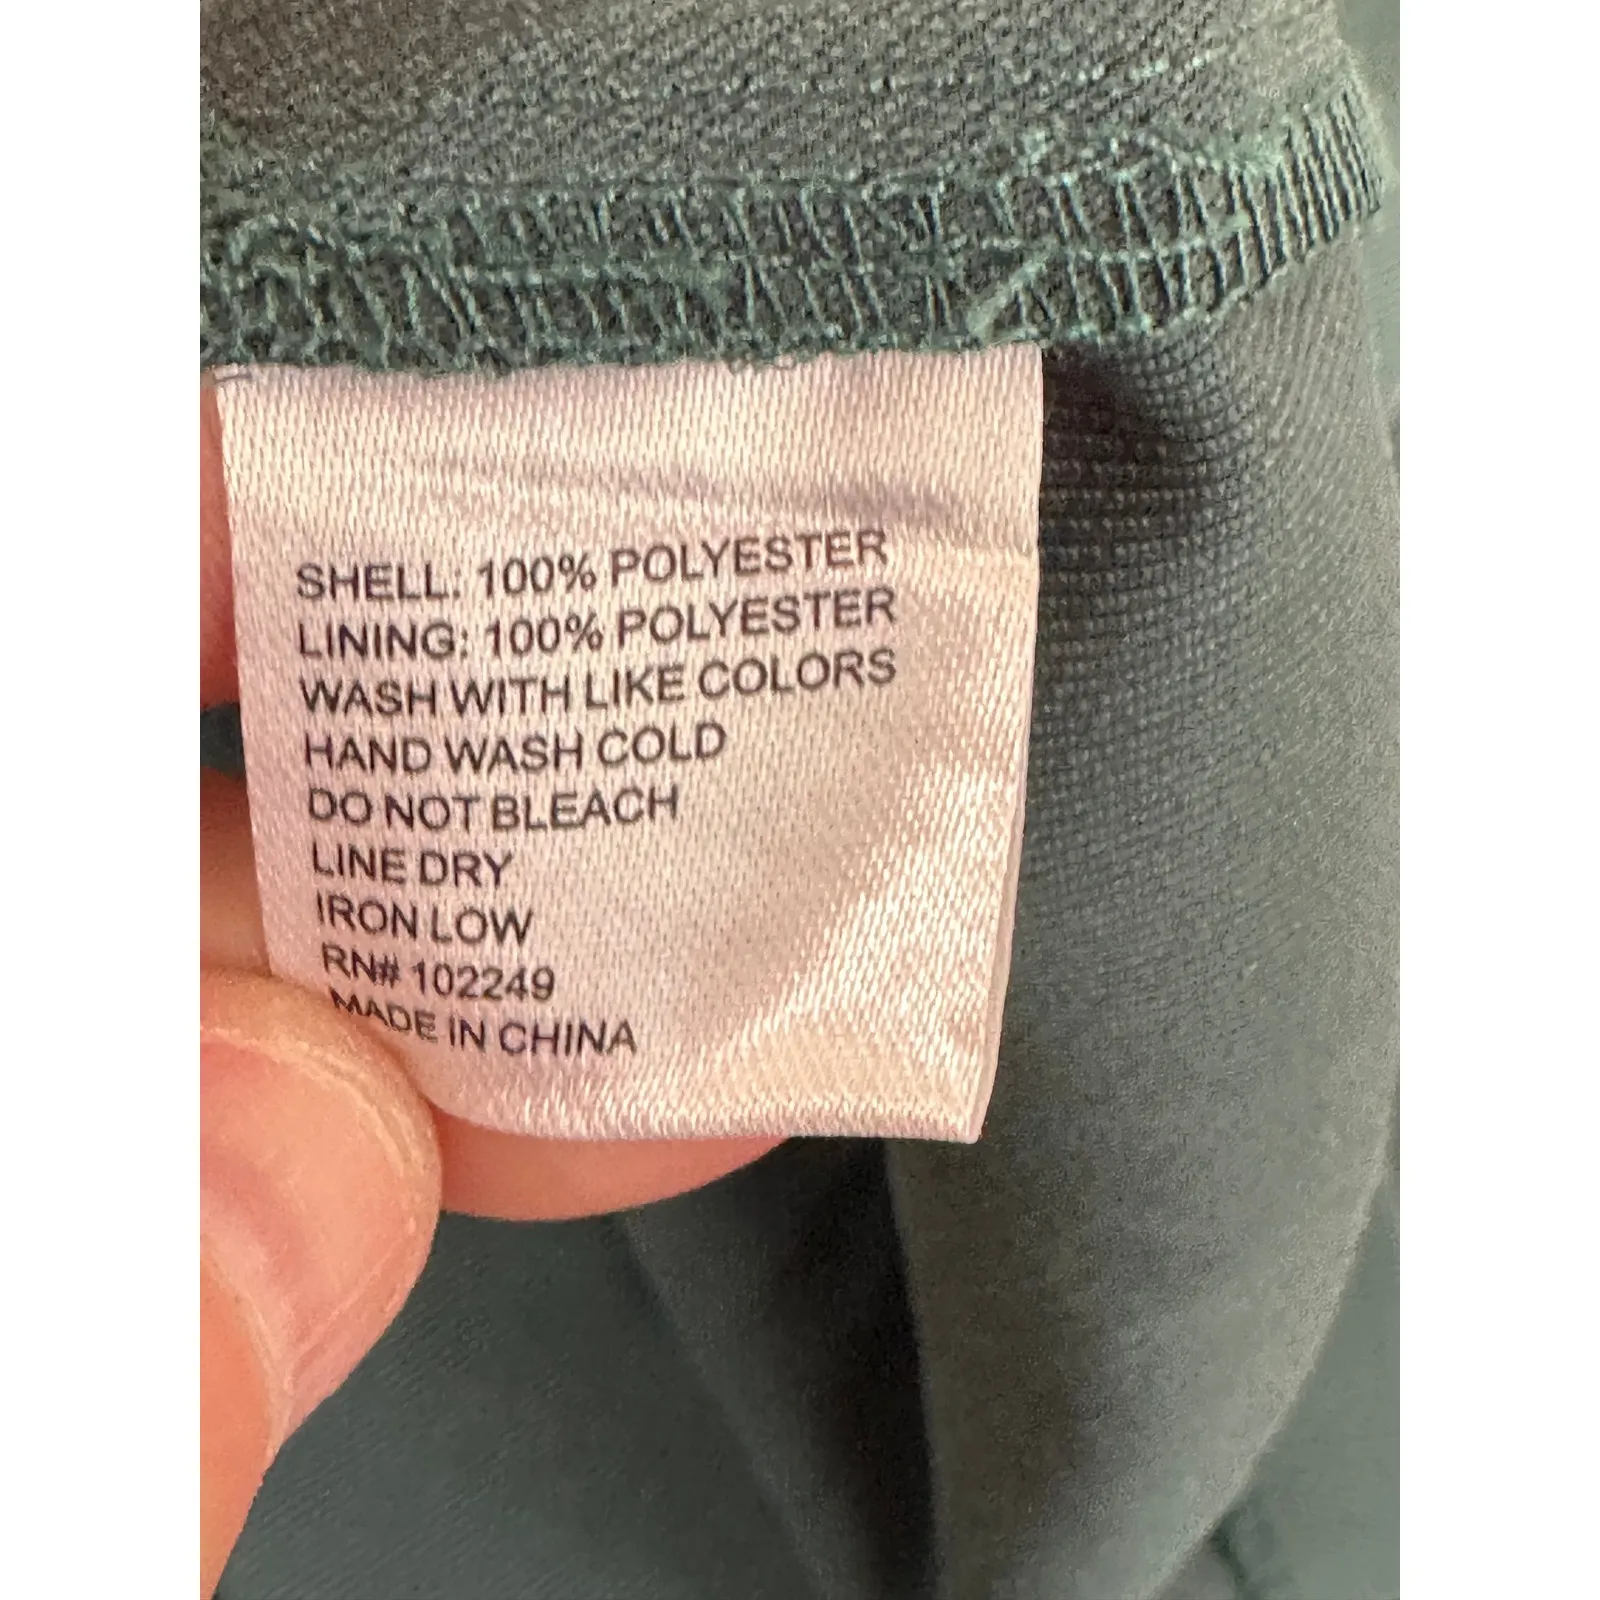 SHELL: 100% POLYESTER
LINING: 100% POLYESTER
WASH WITH LIKE COLORS
HAND WASH COLD
DO NOT BLEACH
LINE DRY
IRON LOW
RN# 102249
MADE IN CHINA